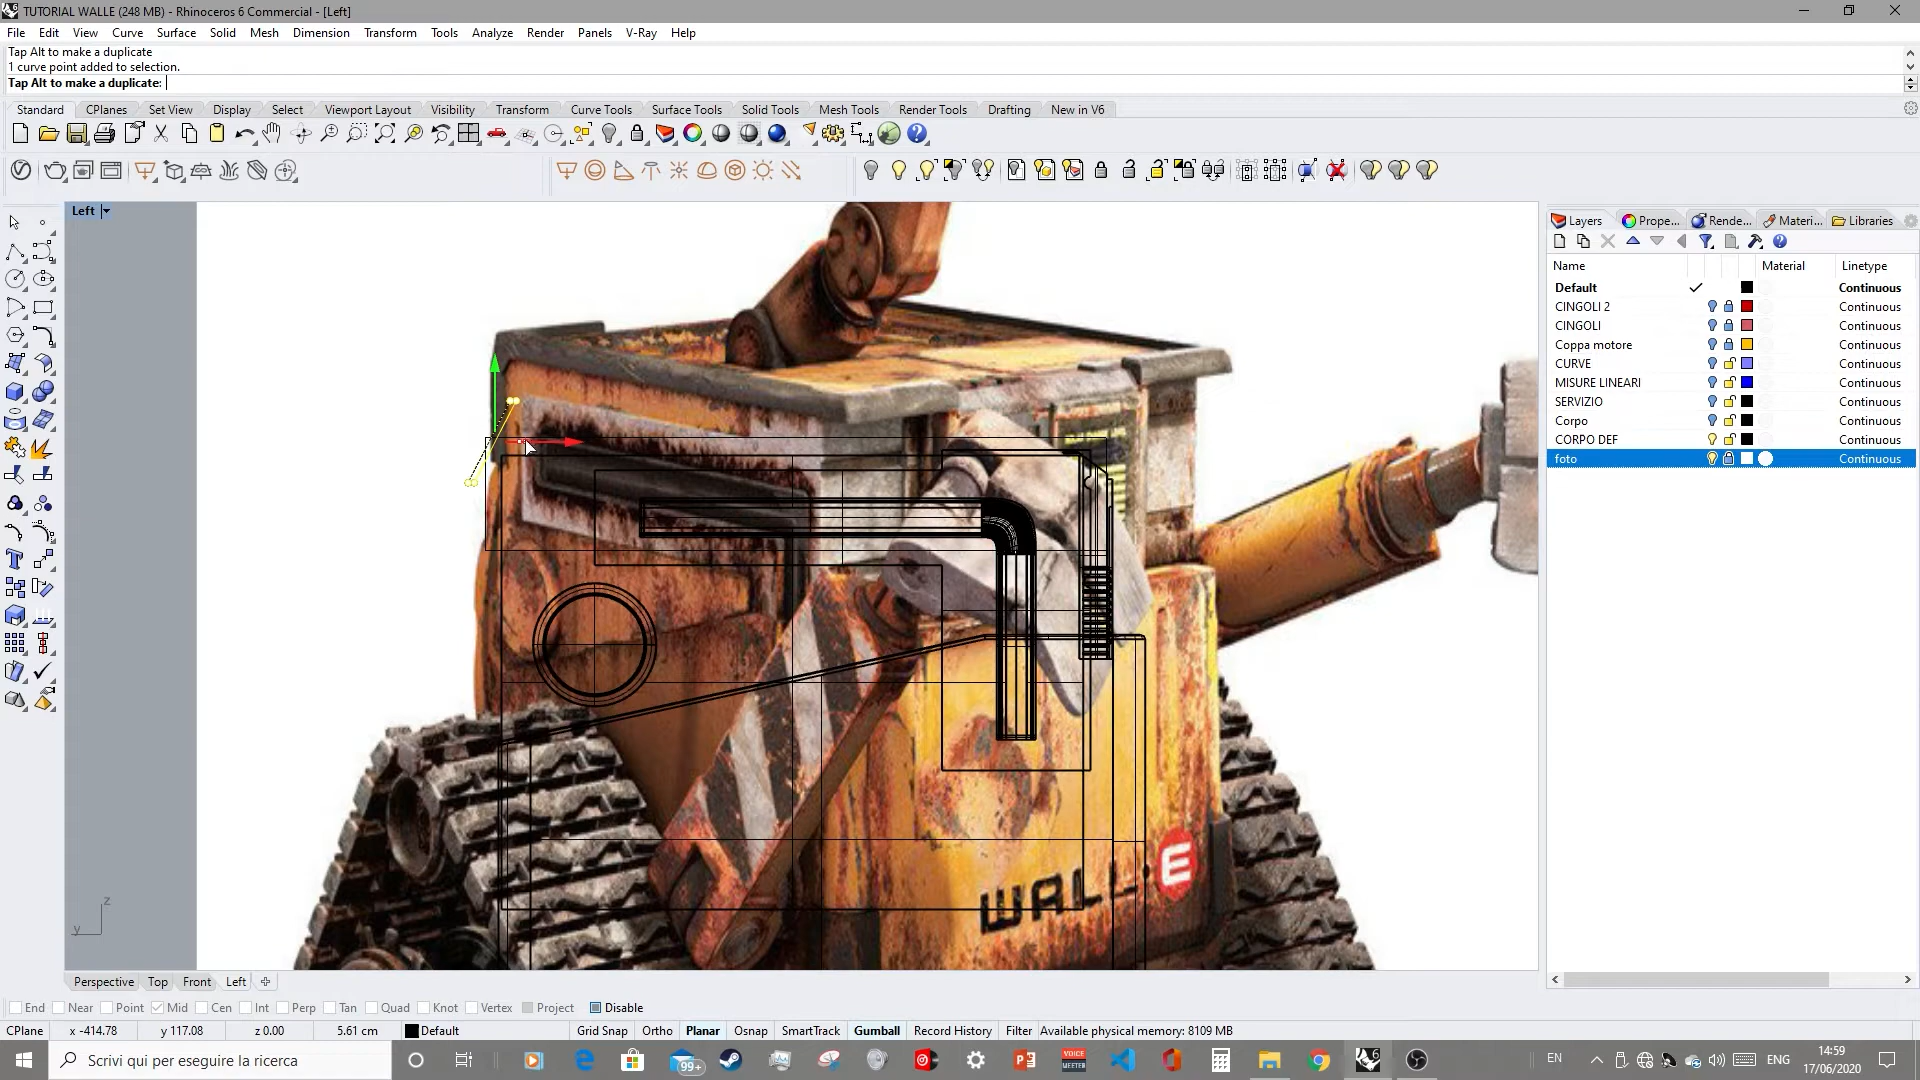 TUTORIAL WALLE (248 MB) - Rhinoceros 6 Commercial - [Left]
File Edit View Curve Surface Solid Mesh Dimension Transform Tools Analyze Render Panels V-Ray Help
Tap Alt to make a duplicate
1 curve point added to selection.
Tap Alt to make a duplicate:
Standard CPlanes Set View Display Select Viewport Layout Visibility Transform Curve Tools Surface Tools Solid Tools Mesh Tools Render Tools Drafting New in V6
Left
Layers Prope... Rende... Materi... Libraries
Name Material Linetype
Default Continuous
CINGOLI 2 Continuous
CINGOLI Continuous
Coppa motore Continuous
CURVE Continuous
MISURE LINEARI Continuous
SERVIZIO Continuous
Corpo Continuous
CORPO DEF Continuous
foto Continuous
WALL·E
z
y
Perspective Top Front Left
End Near Point Mid Cen Int Perp Tan Quad Knot Vertex Project Disable
CPlane x -414.78 y 117.08 z 0.00 5.61 cm Default Grid Snap Ortho Planar Osnap SmartTrack Gumball Record History Filter Available physical memory: 8109 MB
Scrivi qui per eseguire la ricerca
99+
VOICE MEETER
EN
ENG
14:59
17/06/2020